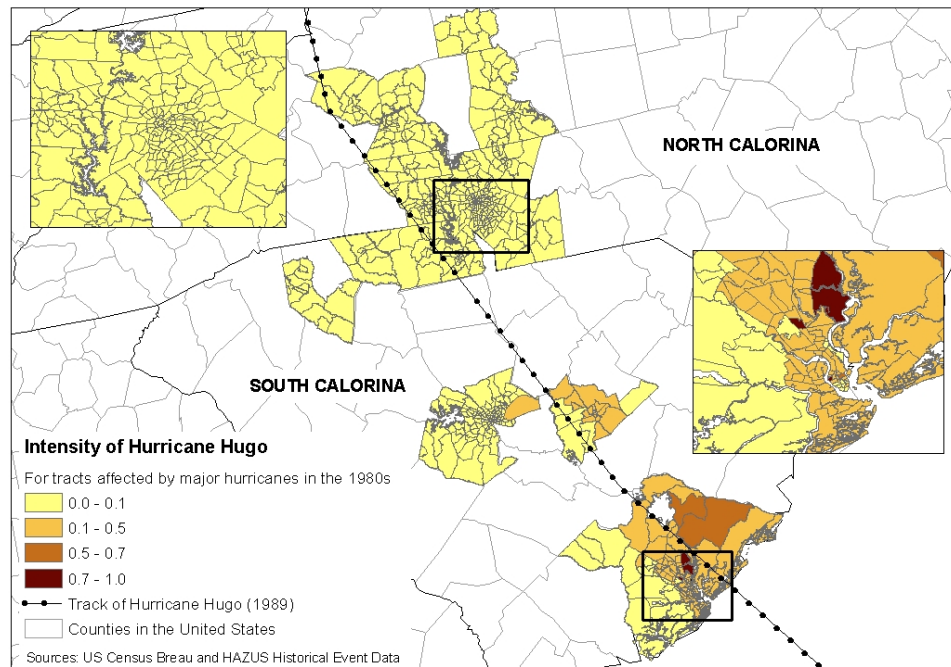 NORTH CALORINA
SOUTH CALORINA
Intensity of Hurricane Hugo
For tracts affected by major hurricanes in the 1980s
0.0 - 0.1
0.1 - 0.5
0.5 - 0.7
0.7 - 1.0
Track of Hurricane Hugo (1989)
Counties in the United States
Sources: US Census Breau and HAZUS Historical Event Data